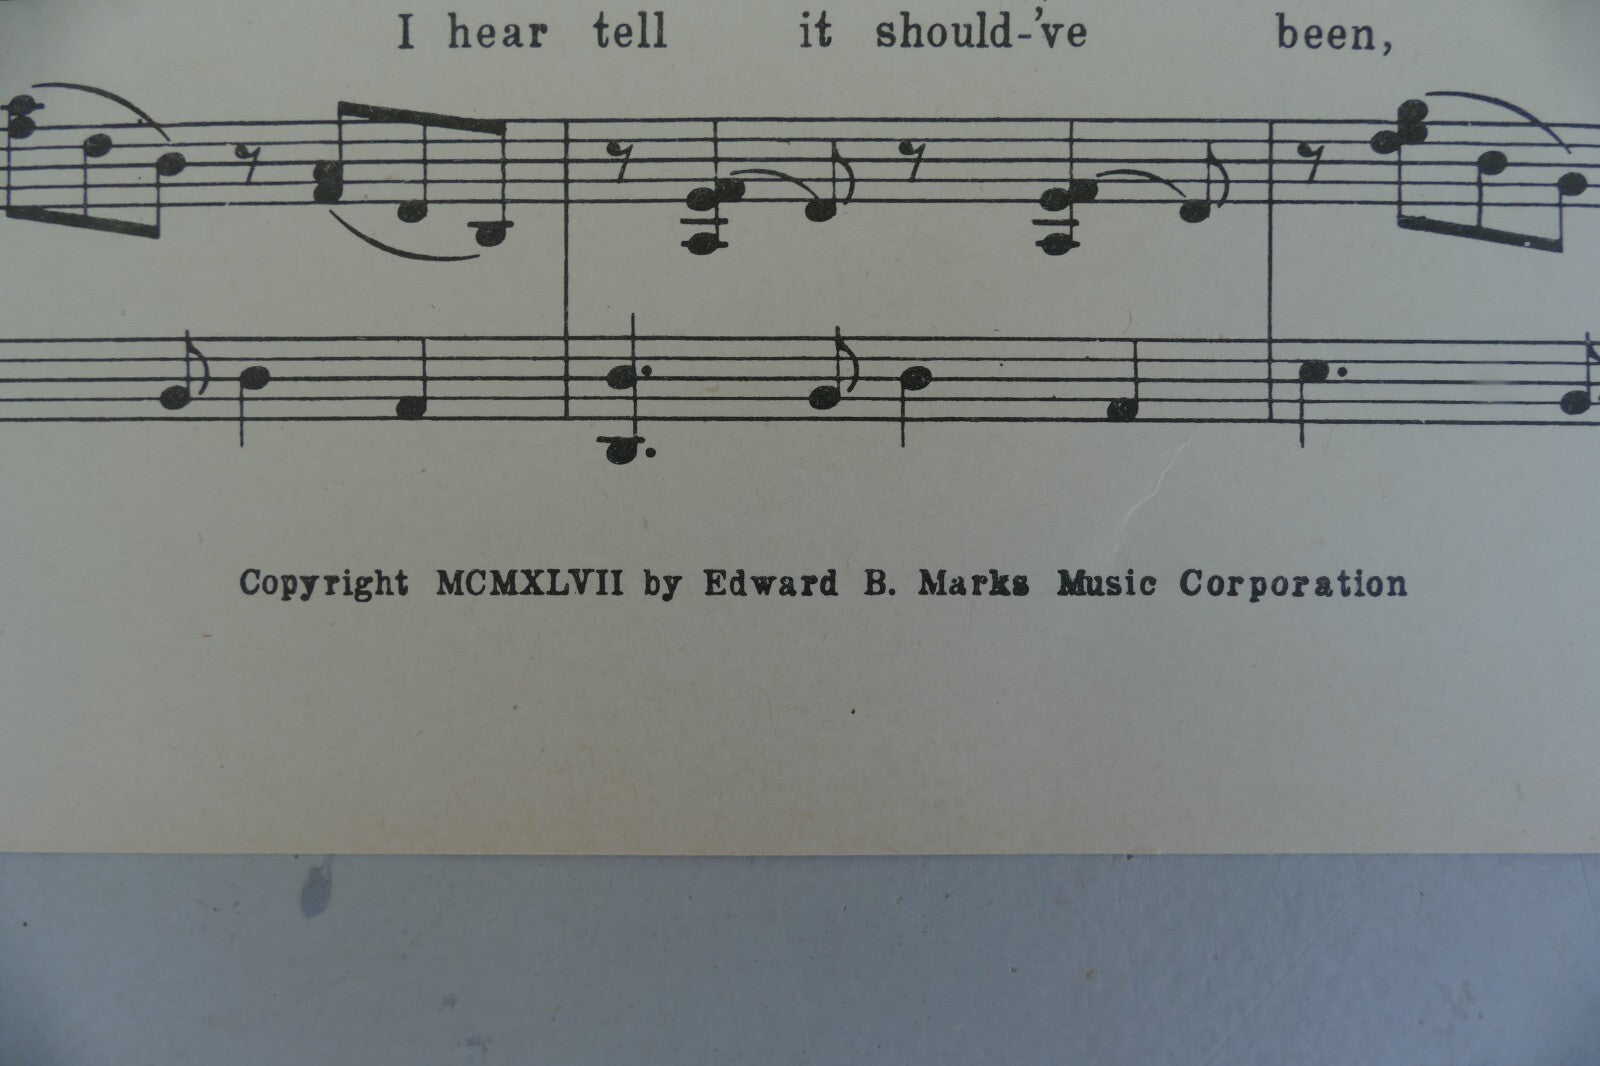 I hear tell it should-'ve been,
Copyright MCMXLVII by Edward B. Marks Music Corporation